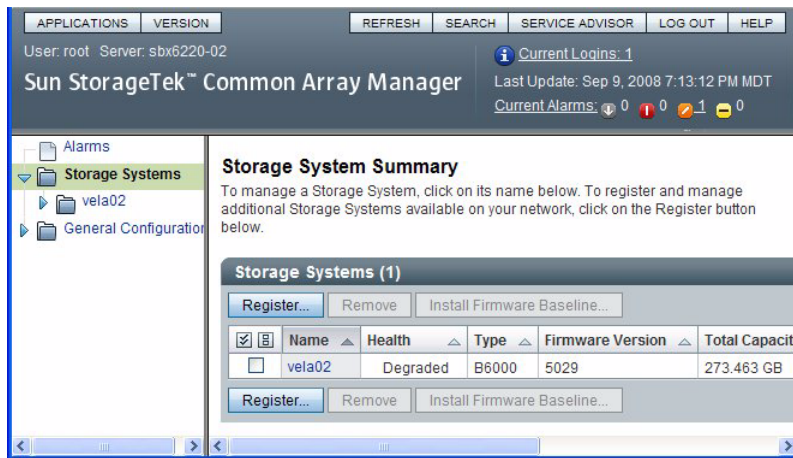 APPLICATIONS VERSION REFRESH SEARCH SERVICE ADVISOR LOG OUT HELP
User: root Server: sbx6220-02
Current Logins: 1
Sun StorageTek™ Common Array Manager
Last Update: Sep 9, 2008 7:13:12 PM MDT
Current Alarms: 0 0 1 0
Alarms
Storage Systems
vela02
General Configuration
Storage System Summary
To manage a Storage System, click on its name below. To register and manage
additional Storage Systems available on your network, click on the Register button
below.
Storage Systems (1)
Register... Remove Install Firmware Baseline...
Name Health Type Firmware Version Total Capacit
vela02 Degraded B6000 5029 273.463 GB
Register... Remove Install Firmware Baseline...